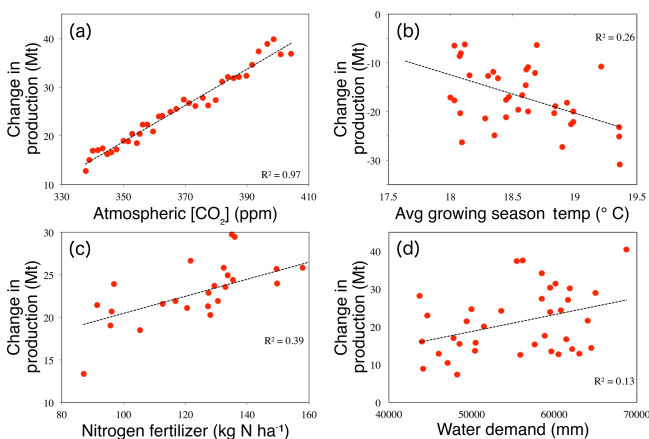 (a)
Change in
production (Mt)
40
30
20
10
330
350
370
390
410
R² = 0.97
Atmospheric [CO₂] (ppm)
(b)
Change in
production (Mt)
0
-10
-20
-30
17.5
18
18.5
19
19.5
R² = 0.26
Avg growing season temp (° C)
(c)
Change in
production (Mt)
30
25
20
15
10
80
100
120
140
160
R² = 0.39
Nitrogen fertilizer (kg N ha⁻¹)
(d)
Change in
production (Mt)
50
40
30
20
10
0
40000
50000
60000
70000
R² = 0.13
Water demand (mm)